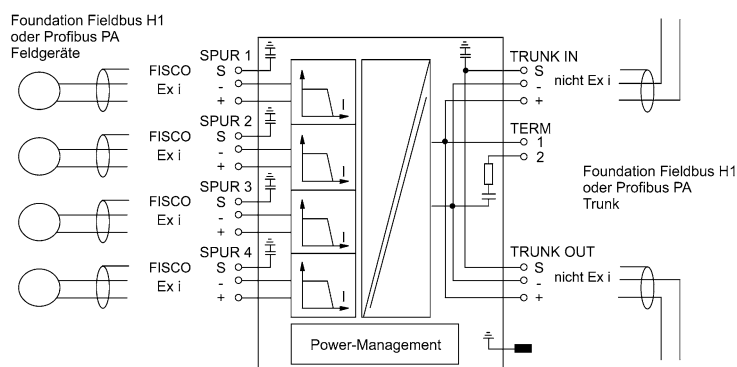 Foundation Fieldbus H1
oder Profibus PA
Feldgeräte
SPUR 1
FISCO
Ex i
S
-
+
SPUR 2
FISCO
Ex i
S
-
+
SPUR 3
FISCO
Ex i
S
-
+
SPUR 4
FISCO
Ex i
S
-
+
I
I
I
I
Power-Management
TRUNK IN
S
-
+
nicht Ex i
TERM
1
2
Foundation Fieldbus H1
oder Profibus PA
Trunk
TRUNK OUT
S
-
+
nicht Ex i